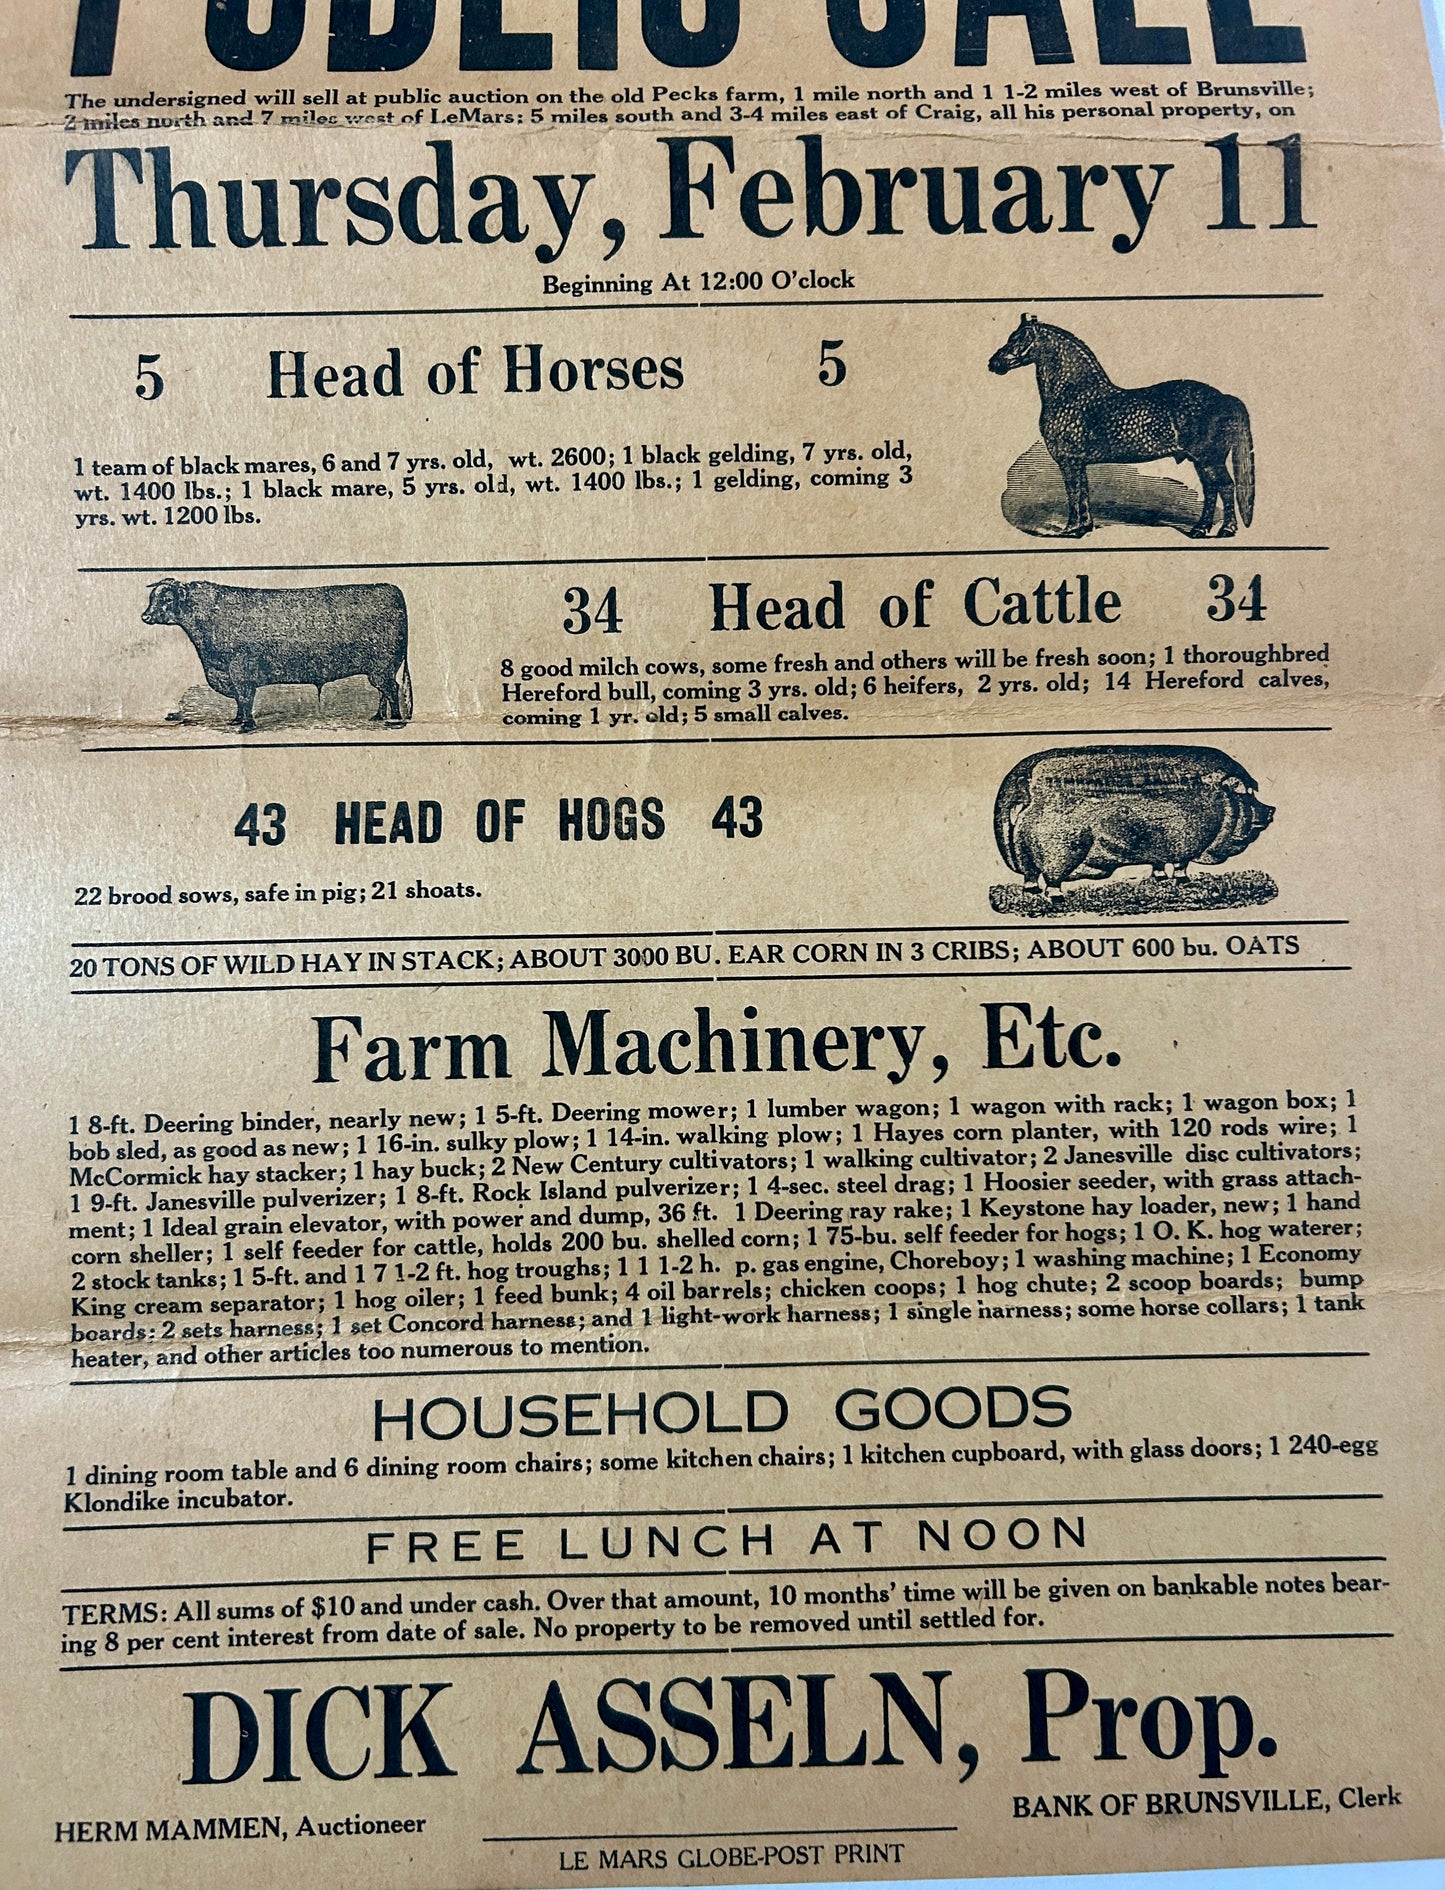 PUBLIC SALE
The undersigned will sell at public auction on the old Pecks farm, 1 mile north and 1 1-2 miles west of Brunsville;
2 miles north and 7 miles west of LeMars; 5 miles south and 3-4 miles east of Craig, all his personal property, on
Thursday, February 11
Beginning At 12:00 O'clock
5 Head of Horses 5
1 team of black mares, 6 and 7 yrs. old, wt. 2600; 1 black gelding, 7 yrs. old,
wt. 1400 lbs.; 1 black mare, 5 yrs. old, wt. 1400 lbs.; 1 gelding, coming 3
yrs. wt. 1200 lbs.
34 Head of Cattle 34
8 good milch cows, some fresh and others will be fresh soon; 1 thoroughbred
Hereford bull, coming 3 yrs. old; 6 heifers, 2 yrs. old; 14 Hereford calves,
coming 1 yr. old; 5 small calves.
43 HEAD OF HOGS 43
22 brood sows, safe in pig; 21 shoats.
20 TONS OF WILD HAY IN STACK; ABOUT 3000 BU. EAR CORN IN 3 CRIBS; ABOUT 600 bu. OATS
Farm Machinery, Etc.
1 8-ft. Deering binder, nearly new; 1 5-ft. Deering mower; 1 lumber wagon; 1 wagon with rack; 1 wagon box; 1
bob sled, as good as new; 1 16-in. sulky plow; 1 14-in. walking plow; 1 Hayes corn planter, with 120 rods wire; 1
McCormick hay stacker; 1 hay buck; 2 New Century cultivators; 1 walking cultivator; 2 Janesville disc cultivators;
1 9-ft. Janesville pulverizer; 1 8-ft. Rock Island pulverizer; 1 4-sec. steel drag; 1 Hoosier seeder, with grass attach-
ment; 1 Ideal grain elevator, with power and dump, 36 ft. 1 Deering ray rake; 1 Keystone hay loader, new; 1 hand
corn sheller; 1 self feeder for cattle, holds 200 bu. shelled corn; 1 75-bu. self feeder for hogs; 1 O. K. hog waterer;
2 stock tanks; 1 5-ft. and 1 7 1-2 ft. hog troughs; 1 1 1-2 h. p. gas engine, Choreboy; 1 washing machine; 1 Economy
King cream separator; 1 hog oiler; 1 feed bunk; 4 oil barrels; chicken coops; 1 hog chute; 2 scoop boards; bump
boards; 2 sets harness; 1 set Concord harness; and 1 light-work harness; 1 single harness; some horse collars; 1 tank
heater, and other articles too numerous to mention.
HOUSEHOLD GOODS
1 dining room table and 6 dining room chairs; some kitchen chairs; 1 kitchen cupboard, with glass doors; 1 240-egg
Klondike incubator.
FREE LUNCH AT NOON
TERMS: All sums of $10 and under cash. Over that amount, 10 months' time will be given on bankable notes bear-
ing 8 per cent interest from date of sale. No property to be removed until settled for.
DICK ASSELN, Prop.
HERM MAMMEN, Auctioneer
BANK OF BRUNSVILLE, Clerk
LE MARS GLOBE-POST PRINT